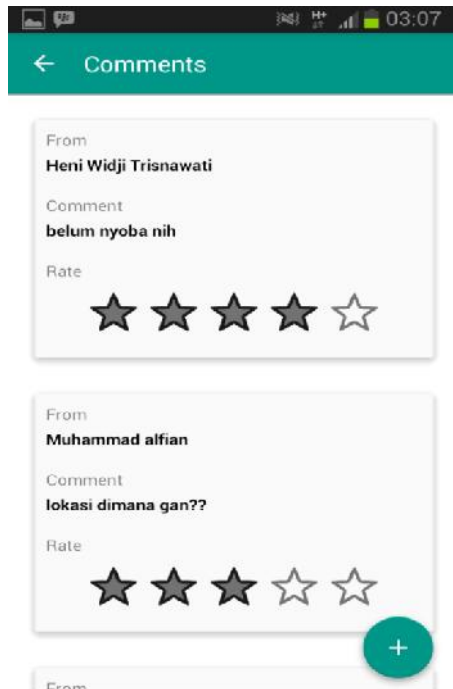 H+
03:07
Comments
From
Heni Widji Trisnawati
Comment
belum nyoba nih
Rate
From
Muhammad alfian
Comment
lokasi dimana gan??
Rate
+
From